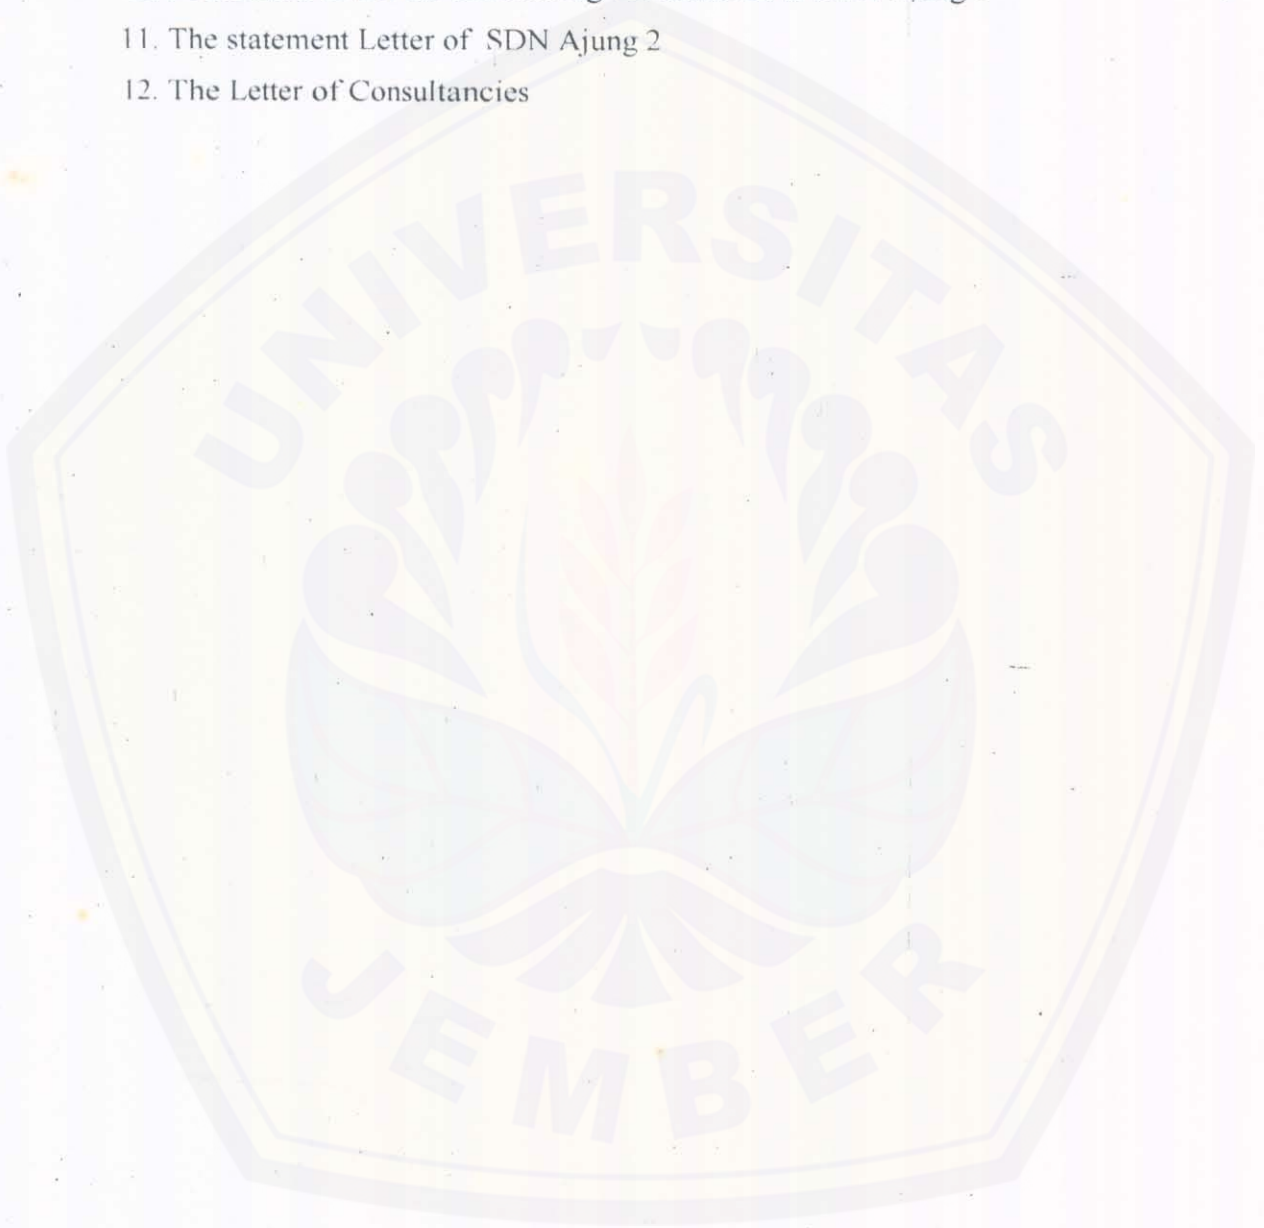 11. The statement Letter of SDN Ajung 2
12. The Letter of Consultancies
UNIVERSITAS
JEMBER